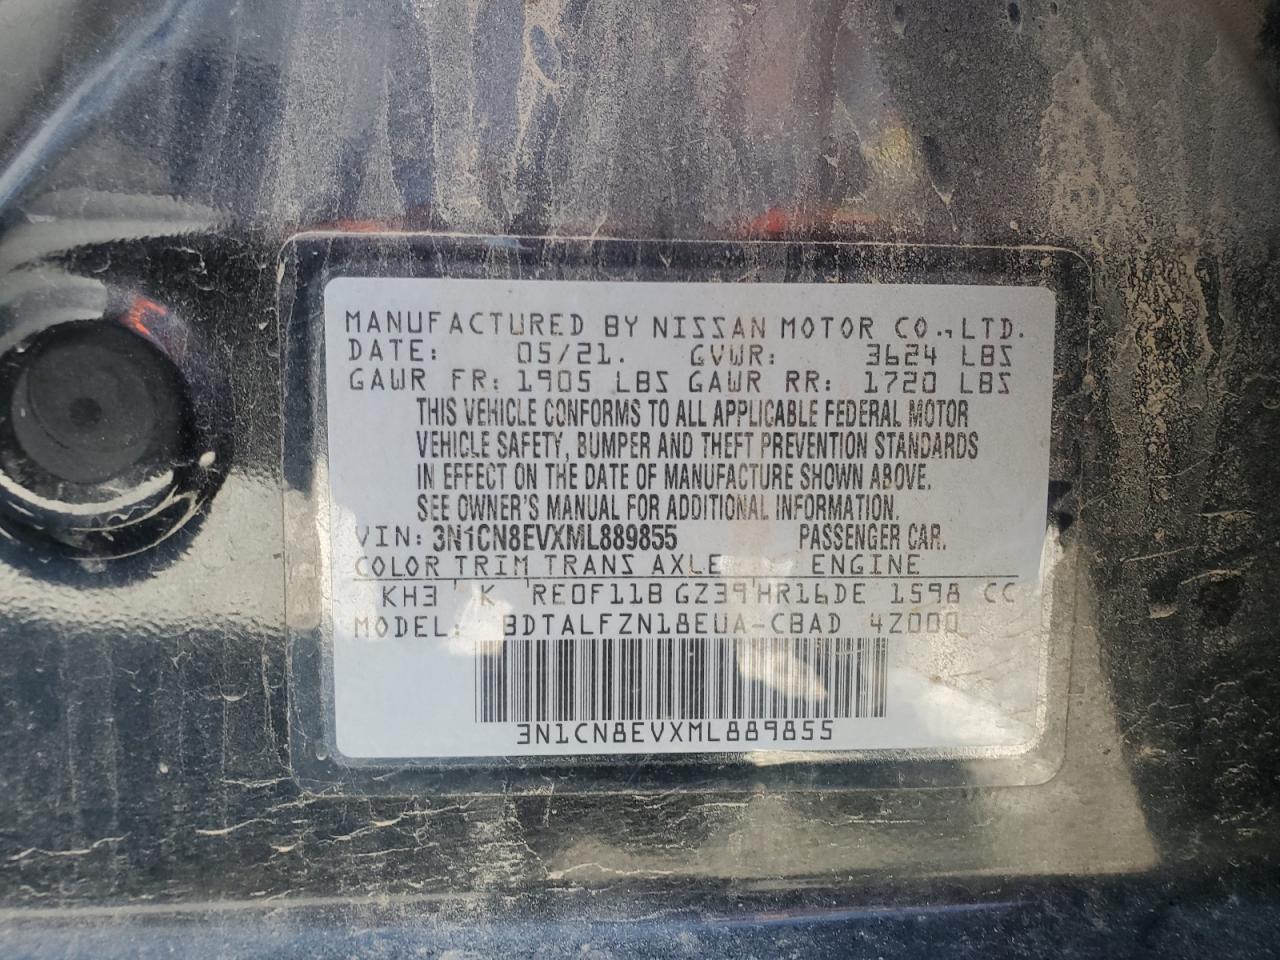 MANUFACTURED BY NISSAN MOTOR CO., LTD.
DATE: 05/21. GVWR: 3624 LBS
GAWR FR: 1905 LBS GAWR RR: 1720 LBS
THIS VEHICLE CONFORMS TO ALL APPLICABLE FEDERAL MOTOR
VEHICLE SAFETY, BUMPER AND THEFT PREVENTION STANDARDS
IN EFFECT ON THE DATE OF MANUFACTURE SHOWN ABOVE.
SEE OWNER'S MANUAL FOR ADDITIONAL INFORMATION.
VIN: 3N1CN8EVXML889855 PASSENGER CAR.
COLOR TRIM TRANS AXLE ENGINE
KH3 K RE0F11B GZ39 HR16DE 1598 CC
MODEL: BDTALFZN18EUA-CBAD 4Z000
3N1CN8EVXML889855